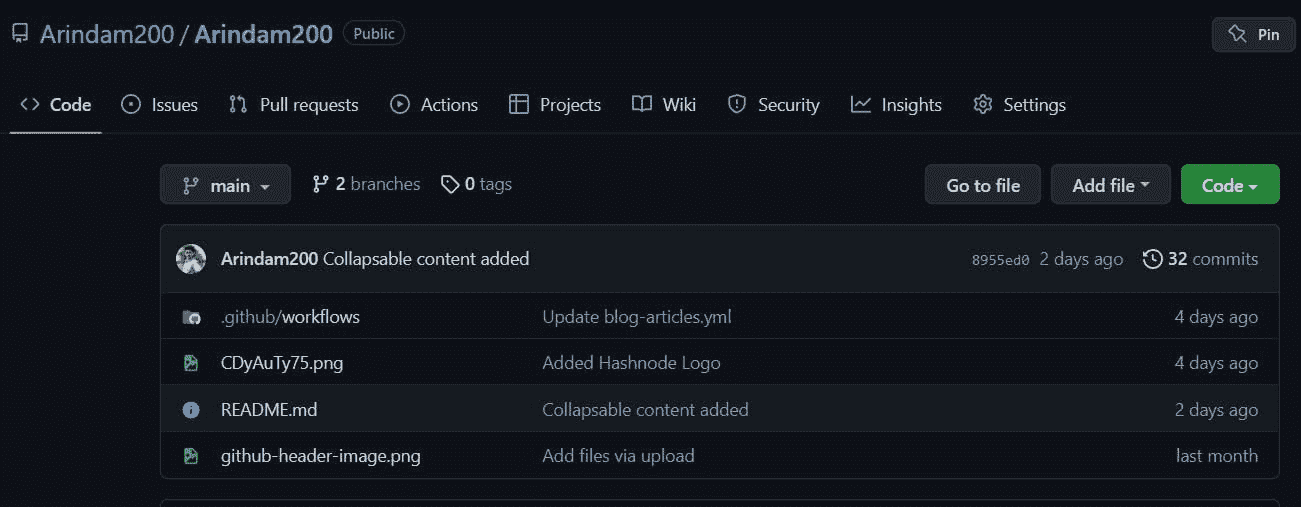 Arindam200 / Arindam200 Public Pin
Code Issues Pull requests Actions Projects Wiki Security Insights Settings
main 2 branches 0 tags Go to file Add file Code
Arindam200 Collapsable content added 8955ed0 2 days ago 32 commits
.github/workflows Update blog-articles.yml 4 days ago
CDyAuTy75.png Added Hashnode Logo 4 days ago
README.md Collapsable content added 2 days ago
github-header-image.png Add files via upload last month